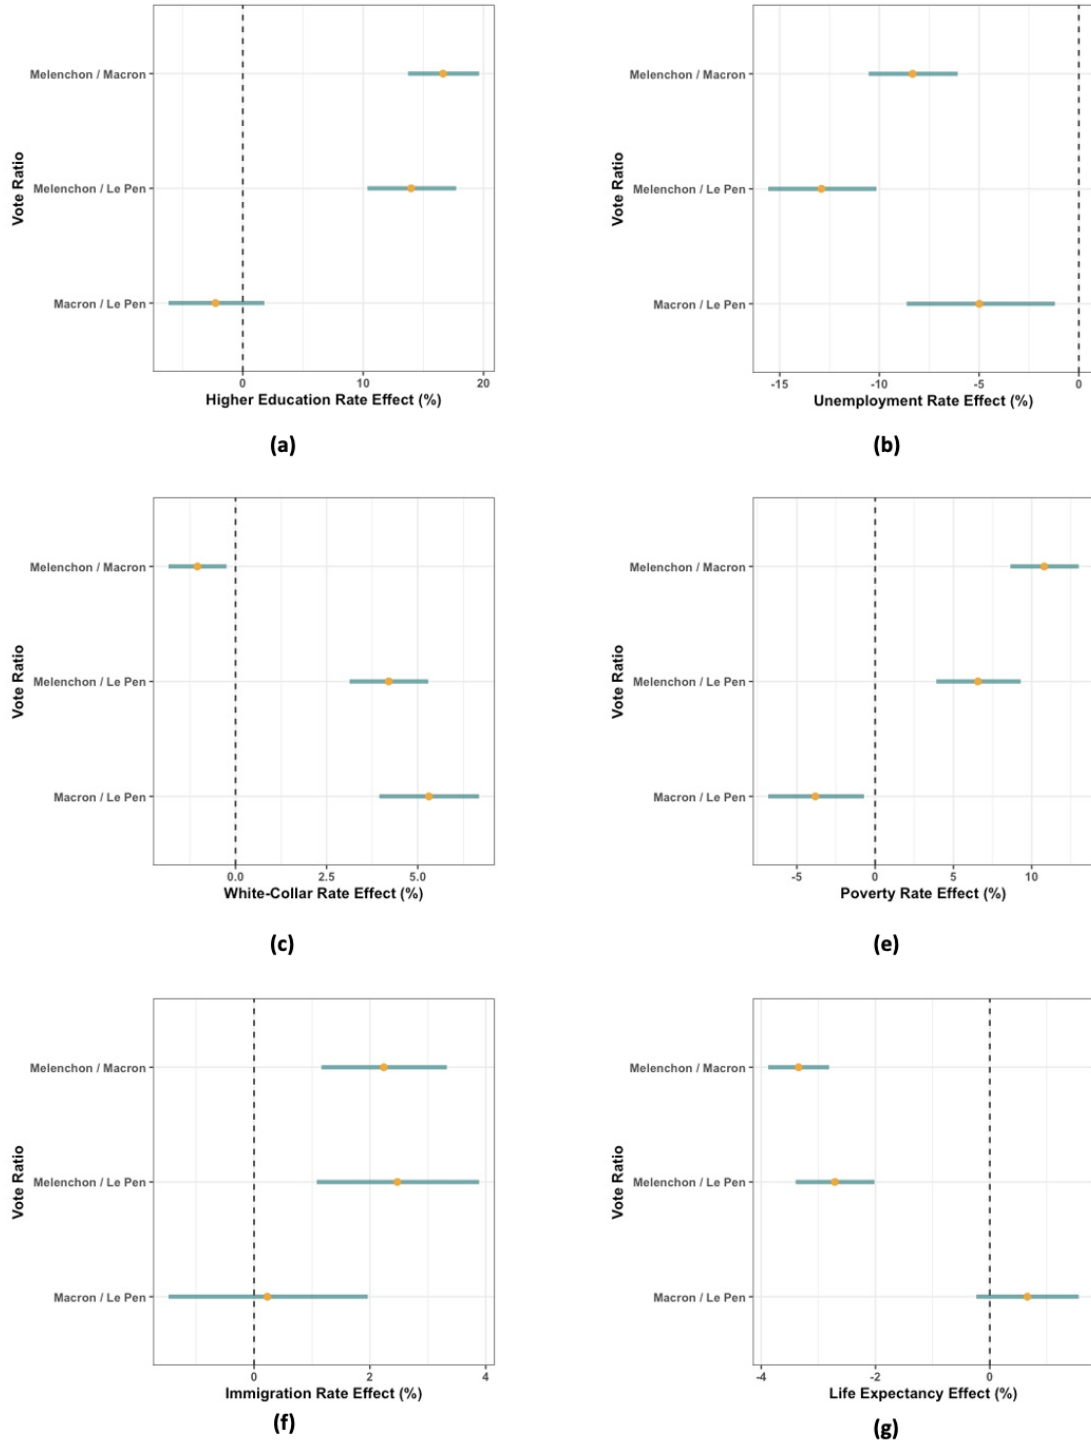 Vote Ratio
Melenchon / Macron
Melenchon / Le Pen
Macron / Le Pen
0 10 20
Higher Education Rate Effect (%)
(a)
Vote Ratio
Melenchon / Macron
Melenchon / Le Pen
Macron / Le Pen
-15 -10 -5 0
Unemployment Rate Effect (%)
(b)
Vote Ratio
Melenchon / Macron
Melenchon / Le Pen
Macron / Le Pen
0.0 2.5 5.0
White-Collar Rate Effect (%)
(c)
Vote Ratio
Melenchon / Macron
Melenchon / Le Pen
Macron / Le Pen
-5 0 5 10
Poverty Rate Effect (%)
(e)
Vote Ratio
Melenchon / Macron
Melenchon / Le Pen
Macron / Le Pen
0 2 4
Immigration Rate Effect (%)
(f)
Vote Ratio
Melenchon / Macron
Melenchon / Le Pen
Macron / Le Pen
-4 -2 0
Life Expectancy Effect (%)
(g)